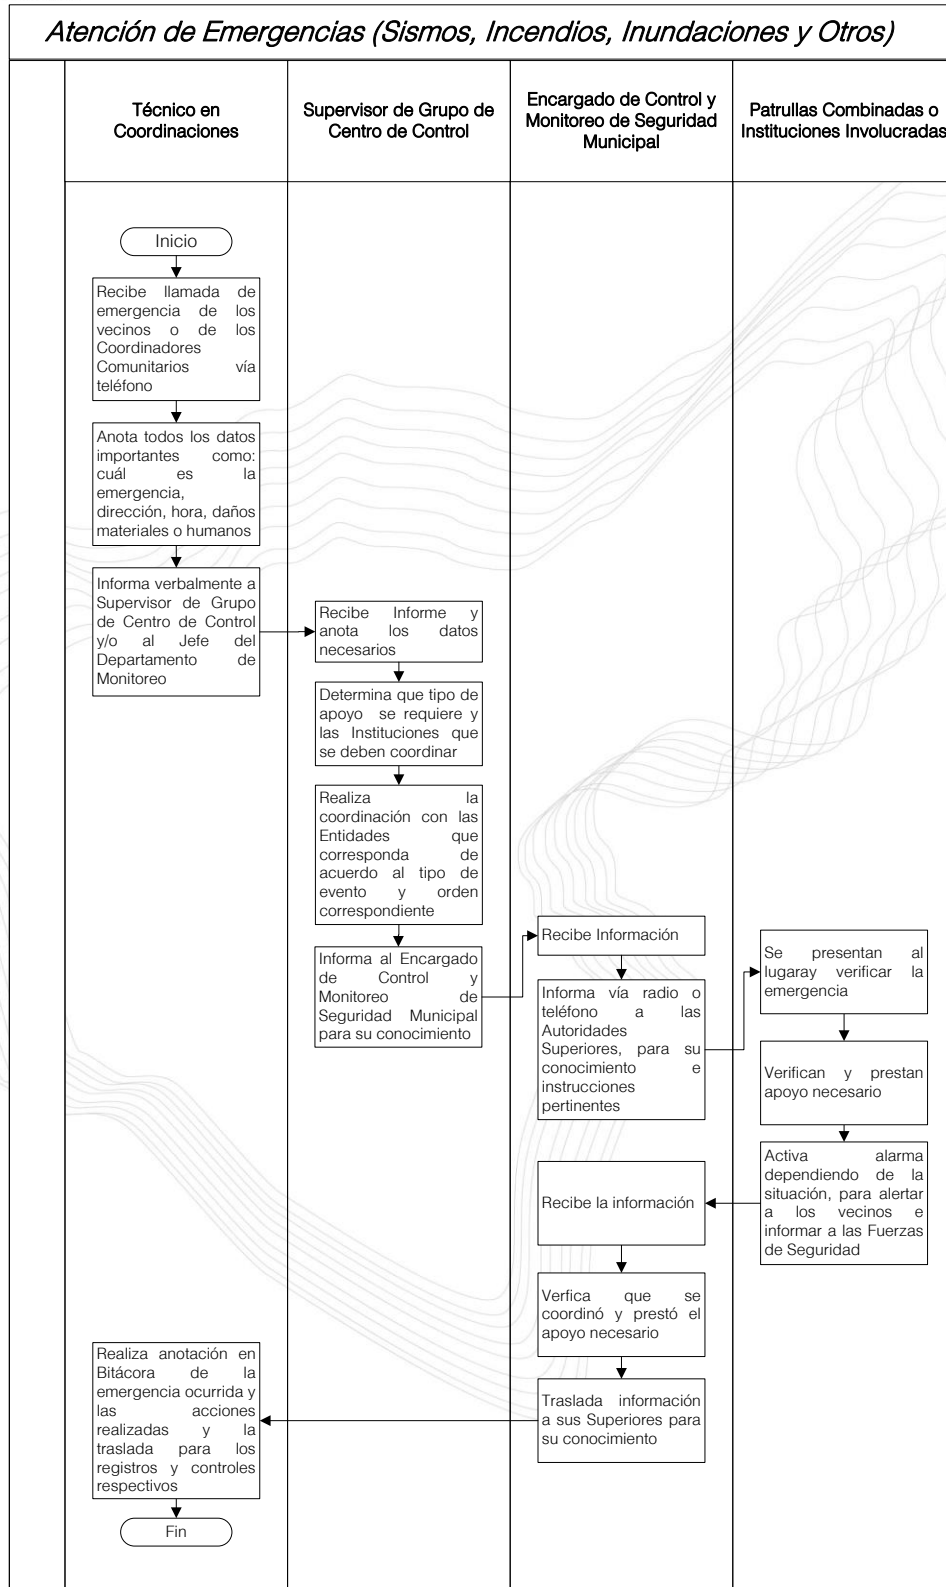 Atención de Emergencias (Sismos, Incendios, Inundaciones y Otros)
Técnico en
Coordinaciones
Supervisor de Grupo de
Centro de Control
Encargado de Control y
Monitoreo de Seguridad
Municipal
Patrullas Combinadas o
Instituciones Involucradas
Inicio
Recibe llamada de
emergencia de los
vecinos o de los
Coordinadores
Comunitarios vía
teléfono
Anota todos los datos
importantes como:
cuál es la
emergencia,
dirección, hora, daños
materiales o humanos
Informa verbalmente a
Supervisor de Grupo
de Centro de Control
y/o al Jefe del
Departamento de
Monitoreo
Recibe Informe y
anota los datos
necesarios
Determina que tipo de
apoyo se requiere y
las Instituciones que
se deben coordinar
Realiza la
coordinación con las
Entidades que
corresponda de
acuerdo al tipo de
evento y orden
correspondiente
Informa al Encargado
de Control y
Monitoreo de
Seguridad Municipal
para su conocimiento
Recibe Información
Informa vía radio o
teléfono a las
Autoridades
Superiores, para su
conocimiento e
instrucciones
pertinentes
Se presentan al
lugaray verificar la
emergencia
Verifican y prestan
apoyo necesario
Activa alarma
dependiendo de la
situación, para alertar
a los vecinos e
informar a las Fuerzas
de Seguridad
Recibe la información
Verfica que se
coordinó y prestó el
apoyo necesario
Traslada información
a sus Superiores para
su conocimiento
Realiza anotación en
Bitácora de la
emergencia ocurrida y
las acciones
realizadas y la
traslada para los
registros y controles
respectivos
Fin